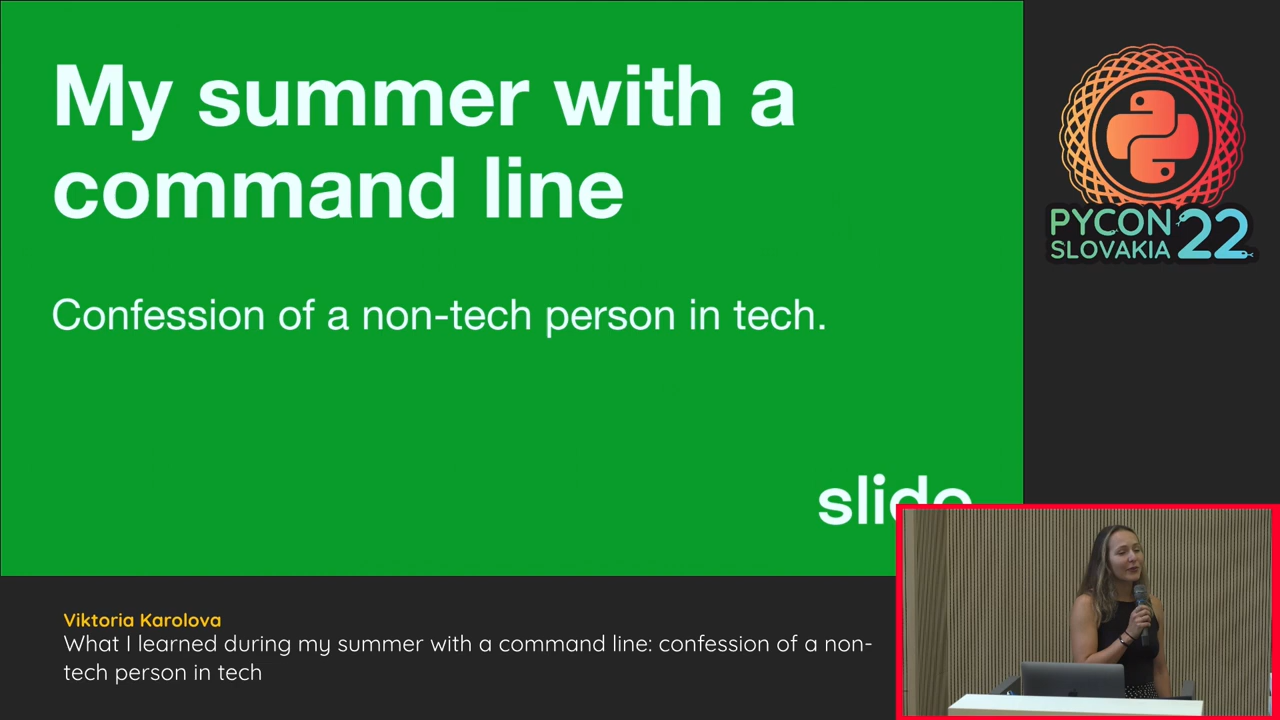 My summer with a
command line
Confession of a non-tech person in tech.
slido
PYCON
SLOVAKIA 22
Viktoria Karolova
What I learned during my summer with a command line: confession of a non-
tech person in tech